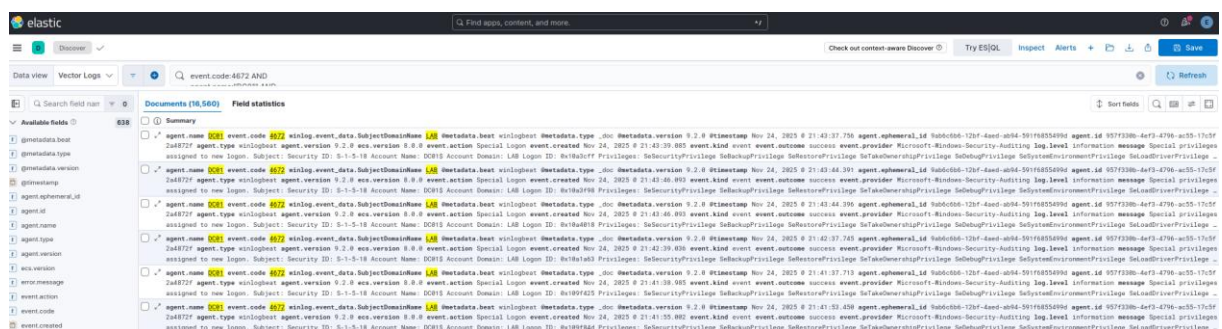 elastic
Find apps, content, and more.
Discover
Check out context-aware Discover
Try ES|QL
Inspect
Alerts
Save
Data view
Vector Logs
event.code:4672 AND
Refresh
Search field nam
0
Documents (16,560)
Field statistics
Sort fields
Available fields
638
Summary
@metadata.beat
@metadata.type
@metadata.version
@timestamp
agent.ephemeral_id
agent.id
agent.name
agent.type
agent.version
ecs.version
error.message
event.action
event.code
event.created
agent.name DC01 event.code 4672 winlog.event_data.SubjectDomainName LAB @metadata.beat winlogbeat @metadata.type _doc @metadata.version 9.2.0 @timestamp Nov 24, 2025 @ 21:43:37.756 agent.ephemeral_id
agent.type winlogbeat agent.version 9.2.0 ecs.version 8.0.0 event.action Special Logon event.created Nov 24, 2025 @ 21:43:39.085 event.kind event event.outcome success event.provider Microsoft-Windows-Security-Auditing log.level information message Special privileges
assigned to new logon. Subject: Security ID: S-1-5-18 Account Name: DC01$ Account Domain: LAB Logon ID: Privileges: SeSecurityPrivilege SeBackupPrivilege SeRestorePrivilege SeTakeOwnershipPrivilege SeDebugPrivilege SeSystemEnvironmentPrivilege SeLoadDriverPrivilege
agent.name DC01 event.code 4672 winlog.event_data.SubjectDomainName LAB @metadata.beat winlogbeat @metadata.type _doc @metadata.version 9.2.0 @timestamp Nov 24, 2025 @ 21:43:44.391 agent.ephemeral_id
agent.type winlogbeat agent.version 9.2.0 ecs.version 8.0.0 event.action Special Logon event.created Nov 24, 2025 @ 21:43:46.093 event.kind event event.outcome success event.provider Microsoft-Windows-Security-Auditing log.level information message Special privileges
assigned to new logon. Subject: Security ID: S-1-5-18 Account Name: DC01$ Account Domain: LAB Logon ID: Privileges: SeSecurityPrivilege SeBackupPrivilege SeRestorePrivilege SeTakeOwnershipPrivilege SeDebugPrivilege SeSystemEnvironmentPrivilege SeLoadDriverPrivilege
agent.name DC01 event.code 4672 winlog.event_data.SubjectDomainName LAB @metadata.beat winlogbeat @metadata.type _doc @metadata.version 9.2.0 @timestamp Nov 24, 2025 @ 21:43:44.396 agent.ephemeral_id
agent.type winlogbeat agent.version 9.2.0 ecs.version 8.0.0 event.action Special Logon event.created Nov 24, 2025 @ 21:43:46.093 event.kind event event.outcome success event.provider Microsoft-Windows-Security-Auditing log.level information message Special privileges
assigned to new logon. Subject: Security ID: S-1-5-18 Account Name: DC01$ Account Domain: LAB Logon ID: Privileges: SeSecurityPrivilege SeBackupPrivilege SeRestorePrivilege SeTakeOwnershipPrivilege SeDebugPrivilege SeSystemEnvironmentPrivilege SeLoadDriverPrivilege
agent.name DC01 event.code 4672 winlog.event_data.SubjectDomainName LAB @metadata.beat winlogbeat @metadata.type _doc @metadata.version 9.2.0 @timestamp Nov 24, 2025 @ 21:42:37.745 agent.ephemeral_id
agent.type winlogbeat agent.version 9.2.0 ecs.version 8.0.0 event.action Special Logon event.created Nov 24, 2025 @ 21:42:39.036 event.kind event event.outcome success event.provider Microsoft-Windows-Security-Auditing log.level information message Special privileges
assigned to new logon. Subject: Security ID: S-1-5-18 Account Name: DC01$ Account Domain: LAB Logon ID: Privileges: SeSecurityPrivilege SeBackupPrivilege SeRestorePrivilege SeTakeOwnershipPrivilege SeDebugPrivilege SeSystemEnvironmentPrivilege SeLoadDriverPrivilege
agent.name DC01 event.code 4672 winlog.event_data.SubjectDomainName LAB @metadata.beat winlogbeat @metadata.type _doc @metadata.version 9.2.0 @timestamp Nov 24, 2025 @ 21:41:37.713 agent.ephemeral_id
agent.type winlogbeat agent.version 9.2.0 ecs.version 8.0.0 event.action Special Logon event.created Nov 24, 2025 @ 21:41:38.985 event.kind event event.outcome success event.provider Microsoft-Windows-Security-Auditing log.level information message Special privileges
assigned to new logon. Subject: Security ID: S-1-5-18 Account Name: DC01$ Account Domain: LAB Logon ID: Privileges: SeSecurityPrivilege SeBackupPrivilege SeRestorePrivilege SeTakeOwnershipPrivilege SeDebugPrivilege SeSystemEnvironmentPrivilege SeLoadDriverPrivilege
agent.name DC01 event.code 4672 winlog.event_data.SubjectDomainName LAB @metadata.beat winlogbeat @metadata.type _doc @metadata.version 9.2.0 @timestamp Nov 24, 2025 @ 21:41:53.450 agent.ephemeral_id
agent.type winlogbeat agent.version 9.2.0 ecs.version 8.0.0 event.action Special Logon event.created Nov 24, 2025 @ 21:41:55.002 event.kind event event.outcome success event.provider Microsoft-Windows-Security-Auditing log.level information message Special privileges